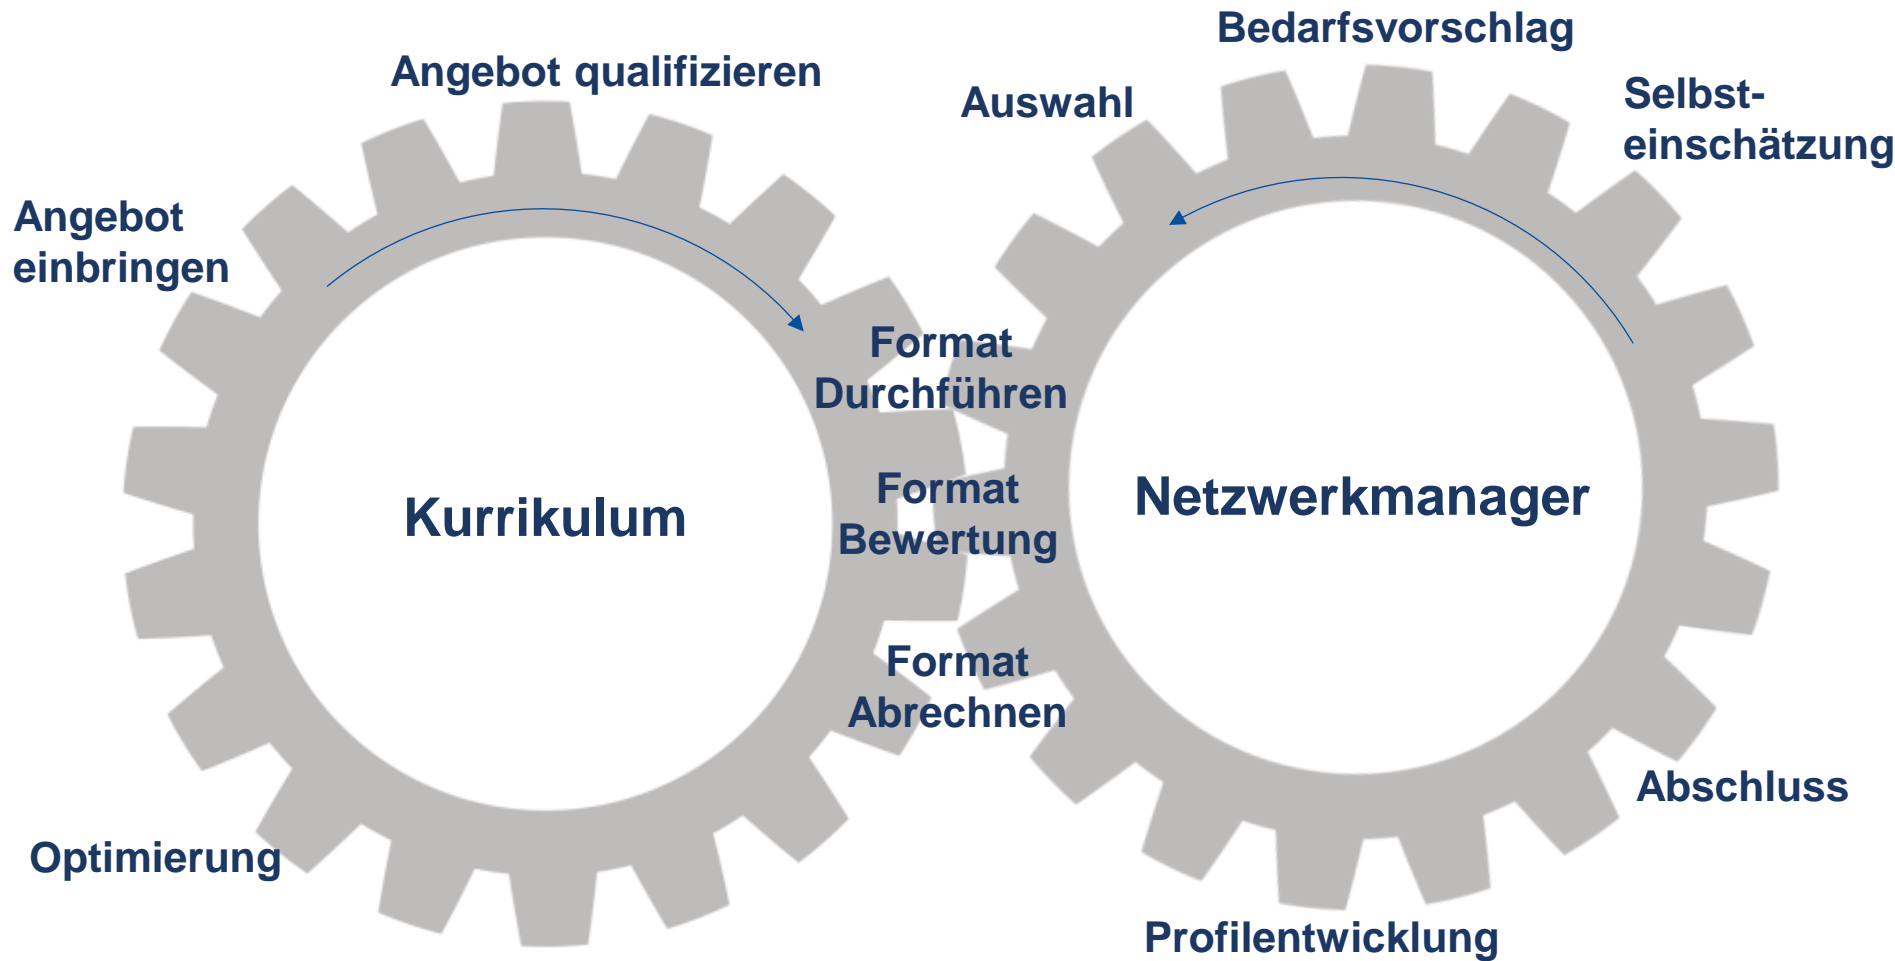 Bedarfsvorschlag
Angebot qualifizieren
Auswahl
Selbst-
einschätzung
Angebot
einbringen
Format
Durchführen
Kurrikulum
Format
Bewertung
Netzwerkmanager
Format
Abrechnen
Abschluss
Optimierung
Profilentwicklung